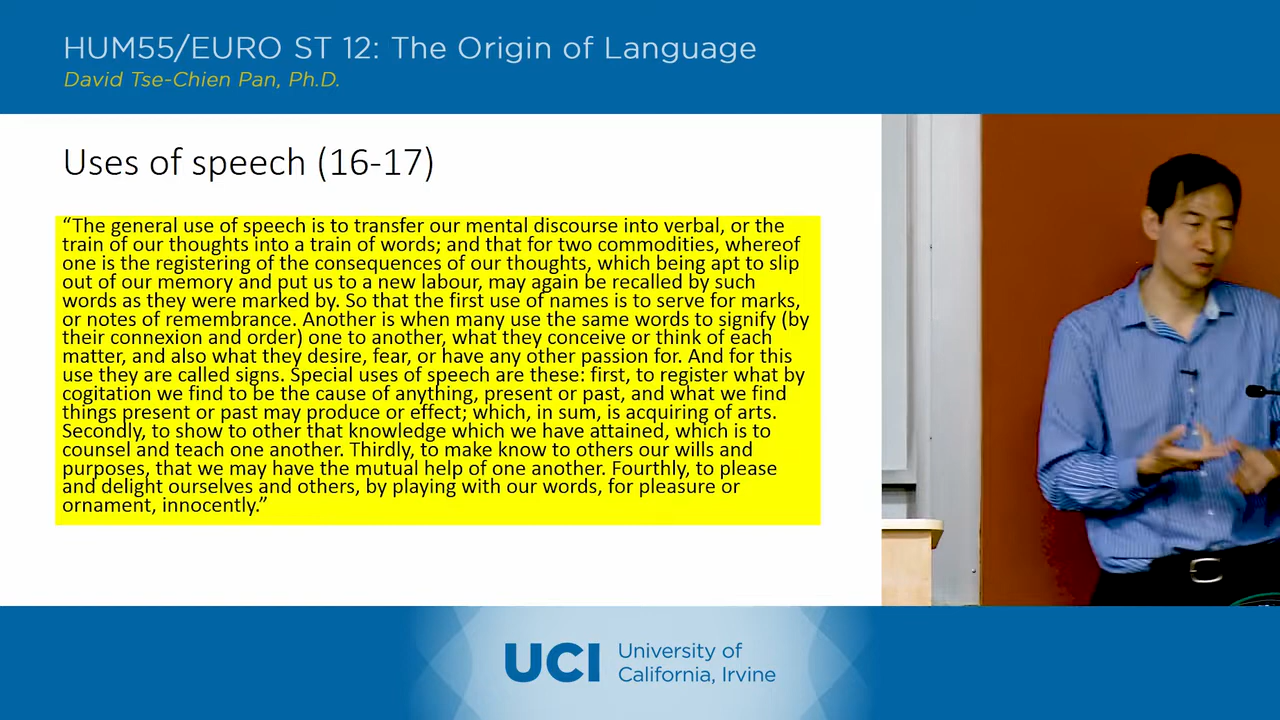 HUM55/EURO ST 12: The Origin of Language
David Tse-Chien Pan, Ph.D.
Uses of speech (16-17)
“The general use of speech is to transfer our mental discourse into verbal, or the
train of our thoughts into a train of words; and that for two commodities, whereof
one is the registering of the consequences of our thoughts, which being apt to slip
out of our memory and put us to a new labour, may again be recalled by such
words as they were marked by. So that the first use of names is to serve for marks,
or notes of remembrance. Another is when many use the same words to signify (by
their connexion and order) one to another, what they conceive or think of each
matter, and also what they desire, fear, or have any other passion for. And for this
use they are called signs. Special uses of speech are these: first, to register what by
cogitation we find to be the cause of anything, present or past, and what we find
things present or past may produce or effect; which, in sum, is acquiring of arts.
Secondly, to show to other that knowledge which we have attained, which is to
counsel and teach one another. Thirdly, to make know to others our wills and
purposes, that we may have the mutual help of one another. Fourthly, to please
and delight ourselves and others, by playing with our words, for pleasure or
ornament, innocently.”
UCI University of
California, Irvine